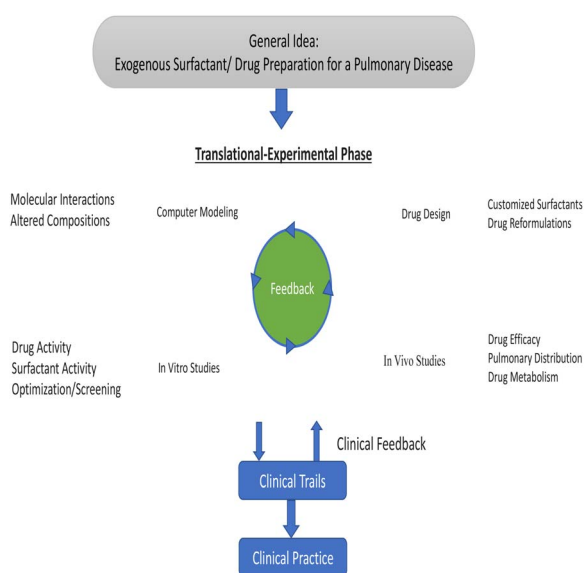 General Idea:
Exogenous Surfactant/ Drug Preparation for a Pulmonary Disease
Translational-Experimental Phase
Molecular Interactions
Altered Compositions
Computer Modeling
Drug Design
Customized Surfactants
Drug Reformulations
Feedback
Drug Activity
Surfactant Activity
Optimization/Screening
In Vitro Studies
In Vivo Studies
Drug Efficacy
Pulmonary Distribution
Drug Metabolism
Clinical Feedback
Clinical Trails
Clinical Practice